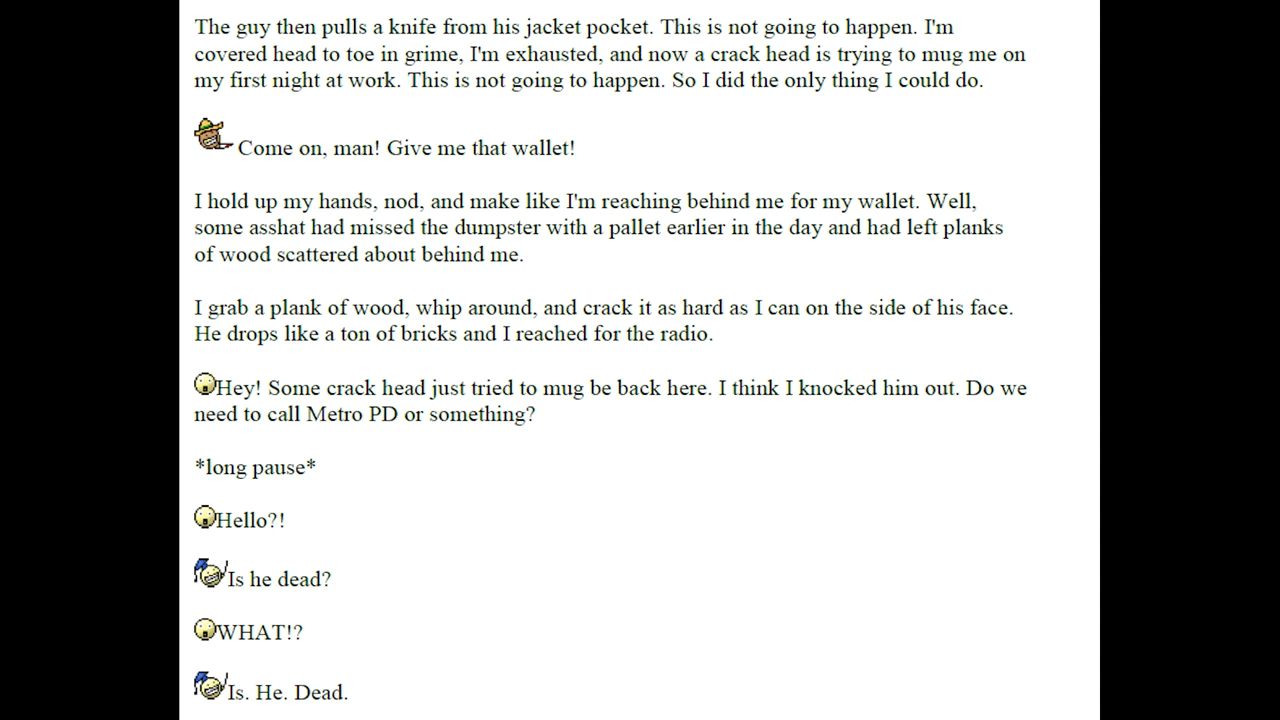 The guy then pulls a knife from his jacket pocket. This is not going to happen. I'm
covered head to toe in grime, I'm exhausted, and now a crack head is trying to mug me on
my first night at work. This is not going to happen. So I did the only thing I could do.
Come on, man! Give me that wallet!
I hold up my hands, nod, and make like I'm reaching behind me for my wallet. Well,
some asshat had missed the dumpster with a pallet earlier in the day and had left planks
of wood scattered about behind me.
I grab a plank of wood, whip around, and crack it as hard as I can on the side of his face.
He drops like a ton of bricks and I reached for the radio.
Hey! Some crack head just tried to mug be back here. I think I knocked him out. Do we
need to call Metro PD or something?
*long pause*
Hello?!
Is he dead?
WHAT!?
Is. He. Dead.